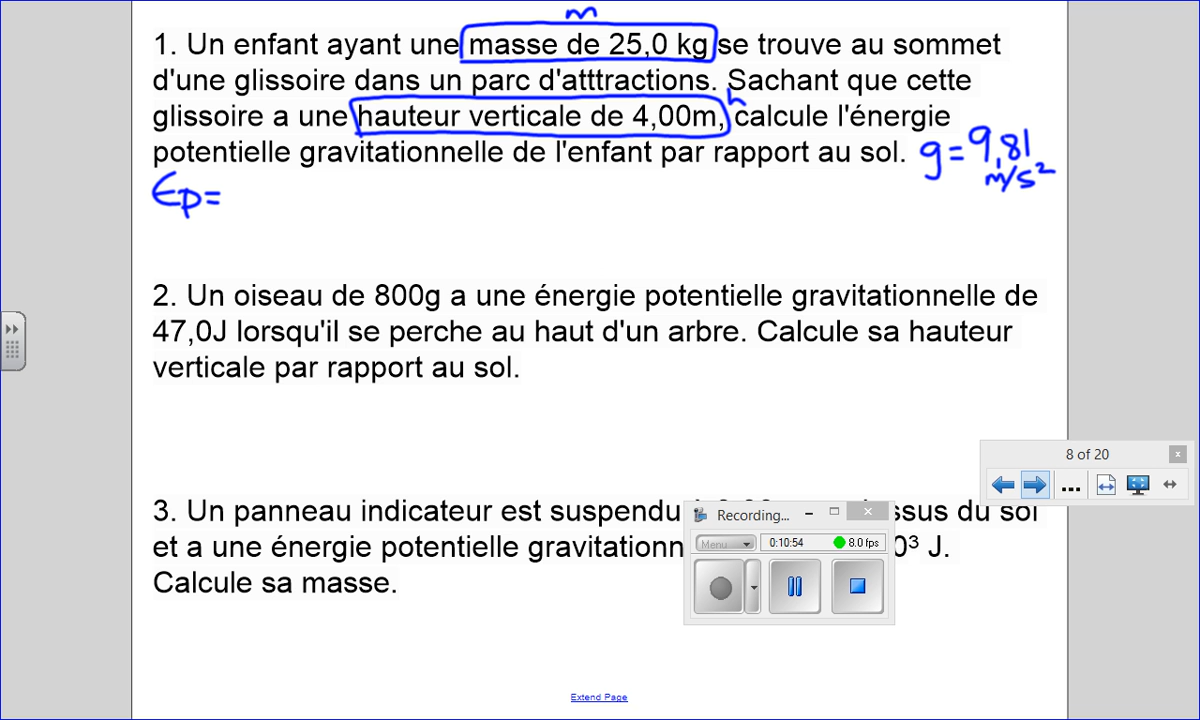 m
1. Un enfant ayant une masse de 25,0 kg se trouve au sommet
d'une glissoire dans un parc d'atttractions. Sachant que cette
h
glissoire a une hauteur verticale de 4,00m, calcule l'énergie
potentielle gravitationnelle de l'enfant par rapport au sol. g = 9,81 m/s²
Ep=
2. Un oiseau de 800g a une énergie potentielle gravitationnelle de
47,0J lorsqu'il se perche au haut d'un arbre. Calcule sa hauteur
verticale par rapport au sol.
8 of 20
...
3. Un panneau indicateur est suspendu du sol
et a une énergie potentielle 0³ J.
Calcule sa masse.
Recording...
Menu 0:10:54 8.0 fps
Extend Page